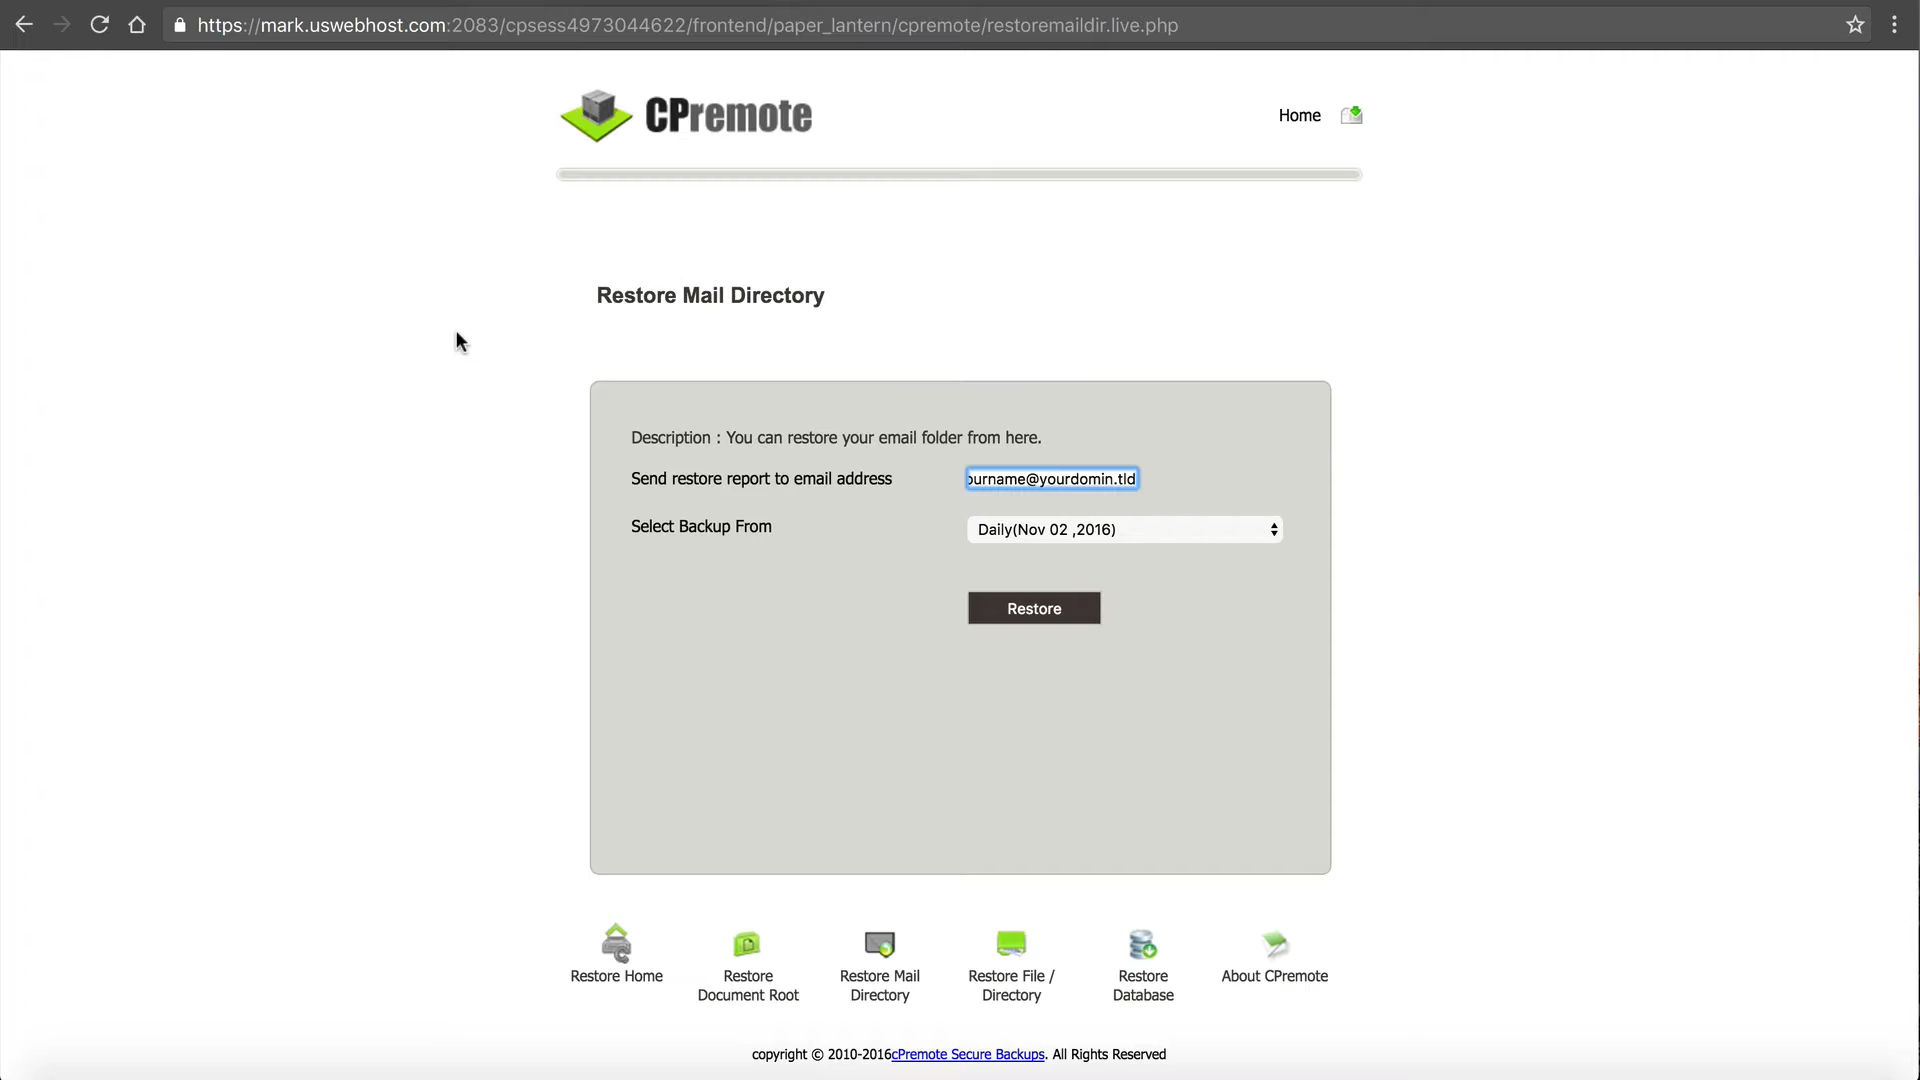 https://mark.uswebhost.com:2083/cpsess4973044622/frontend/paper_lantern/cpremote/restoremaildir.live.php
CPremote
Home
Restore Mail Directory
Description : You can restore your email folder from here.
Send restore report to email address
ourname@yourdomin.tld
Select Backup From
Daily(Nov 02 ,2016)
Restore
Restore Home
Restore
Document Root
Restore Mail
Directory
Restore File /
Directory
Restore
Database
About CPremote
copyright © 2010-2016cPremote Secure Backups. All Rights Reserved